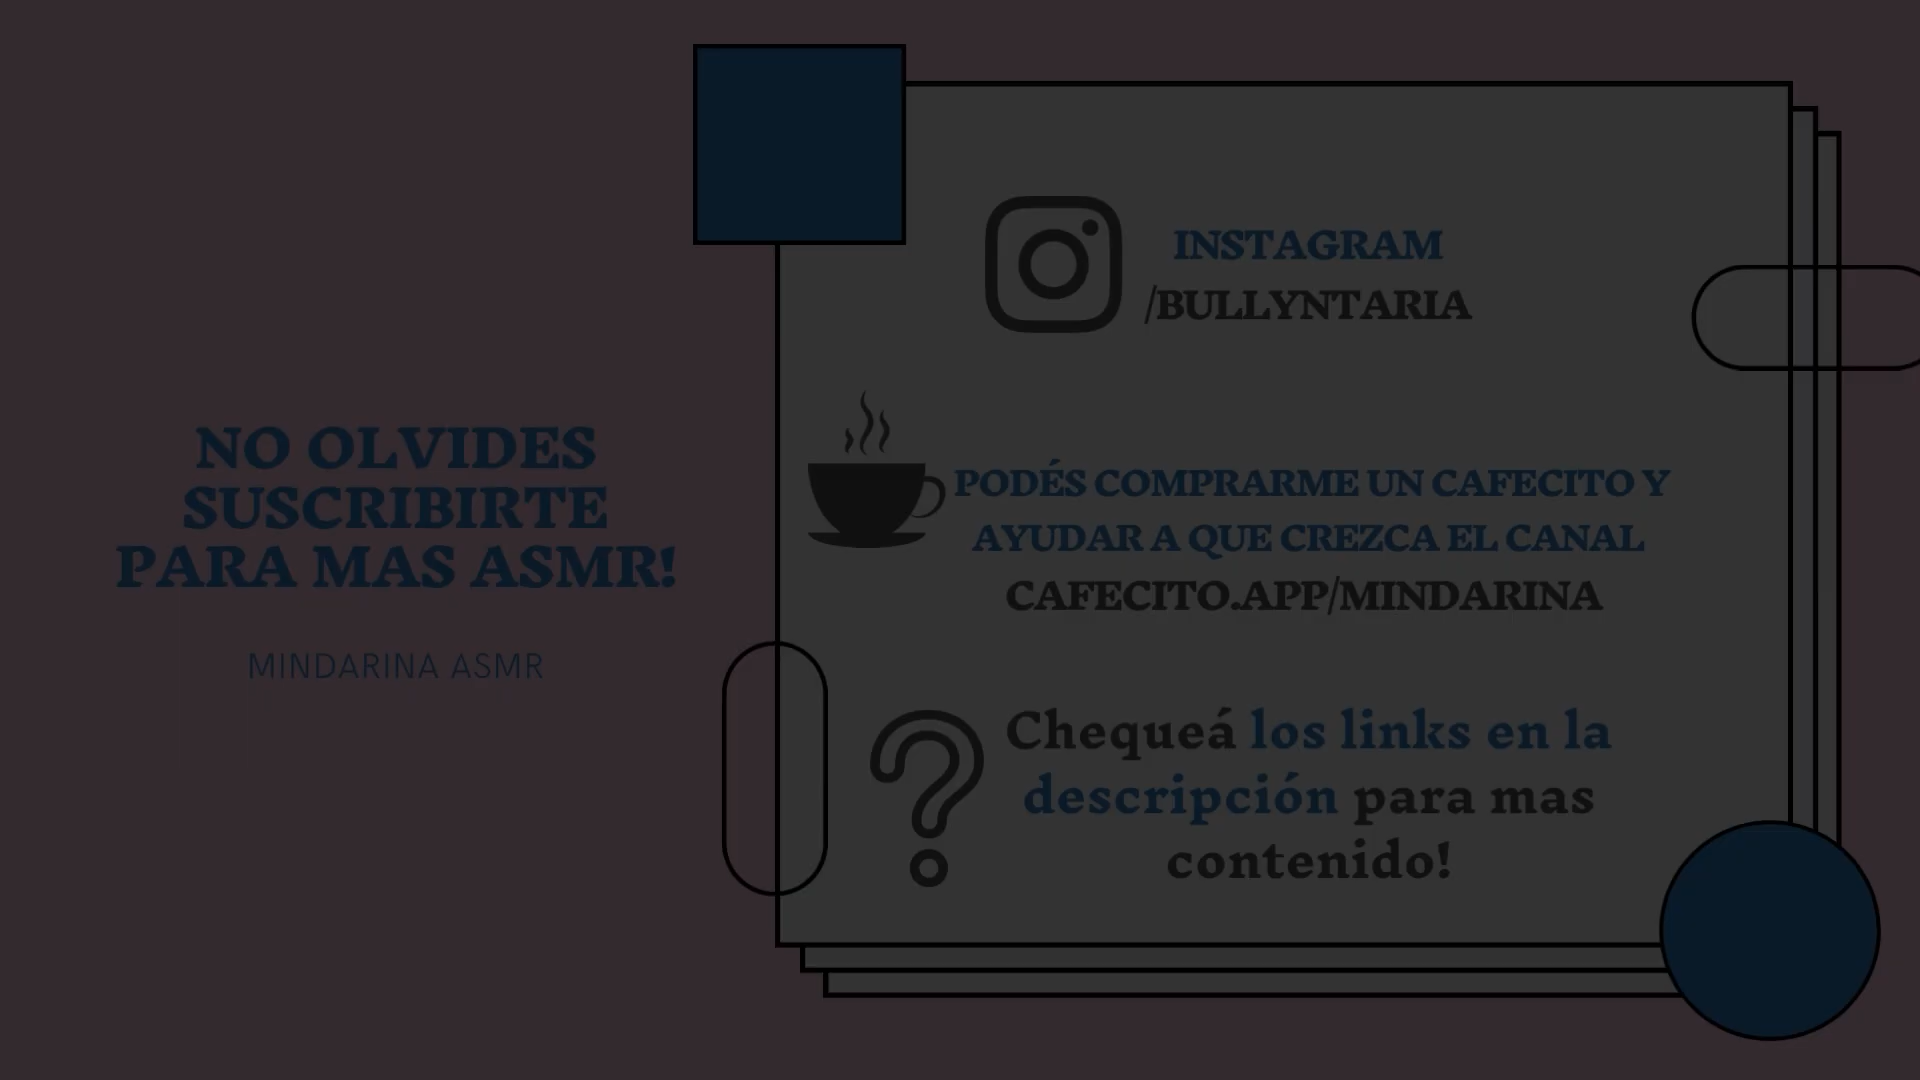 NO OLVIDES
SUSCRIBIRTE
PARA MAS ASMR!
MINDARINA ASMR
INSTAGRAM
/BULLYNTARIA
PODÉS COMPRARME UN CAFECITO Y
AYUDAR A QUE CREZCA EL CANAL
CAFECITO.APP/MINDARINA
Chequeá los links en la
descripción para mas
contenido!